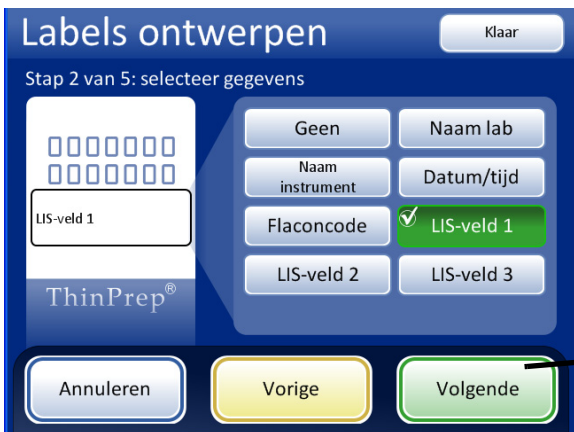 Labels ontwerpen
Klaar
Stap 2 van 5: selecteer gegevens
LIS-veld 1
ThinPrep®
Geen
Naam lab
Naam
instrument
Datum/tijd
Flaconcode
LIS-veld 1
LIS-veld 2
LIS-veld 3
Annuleren
Vorige
Volgende